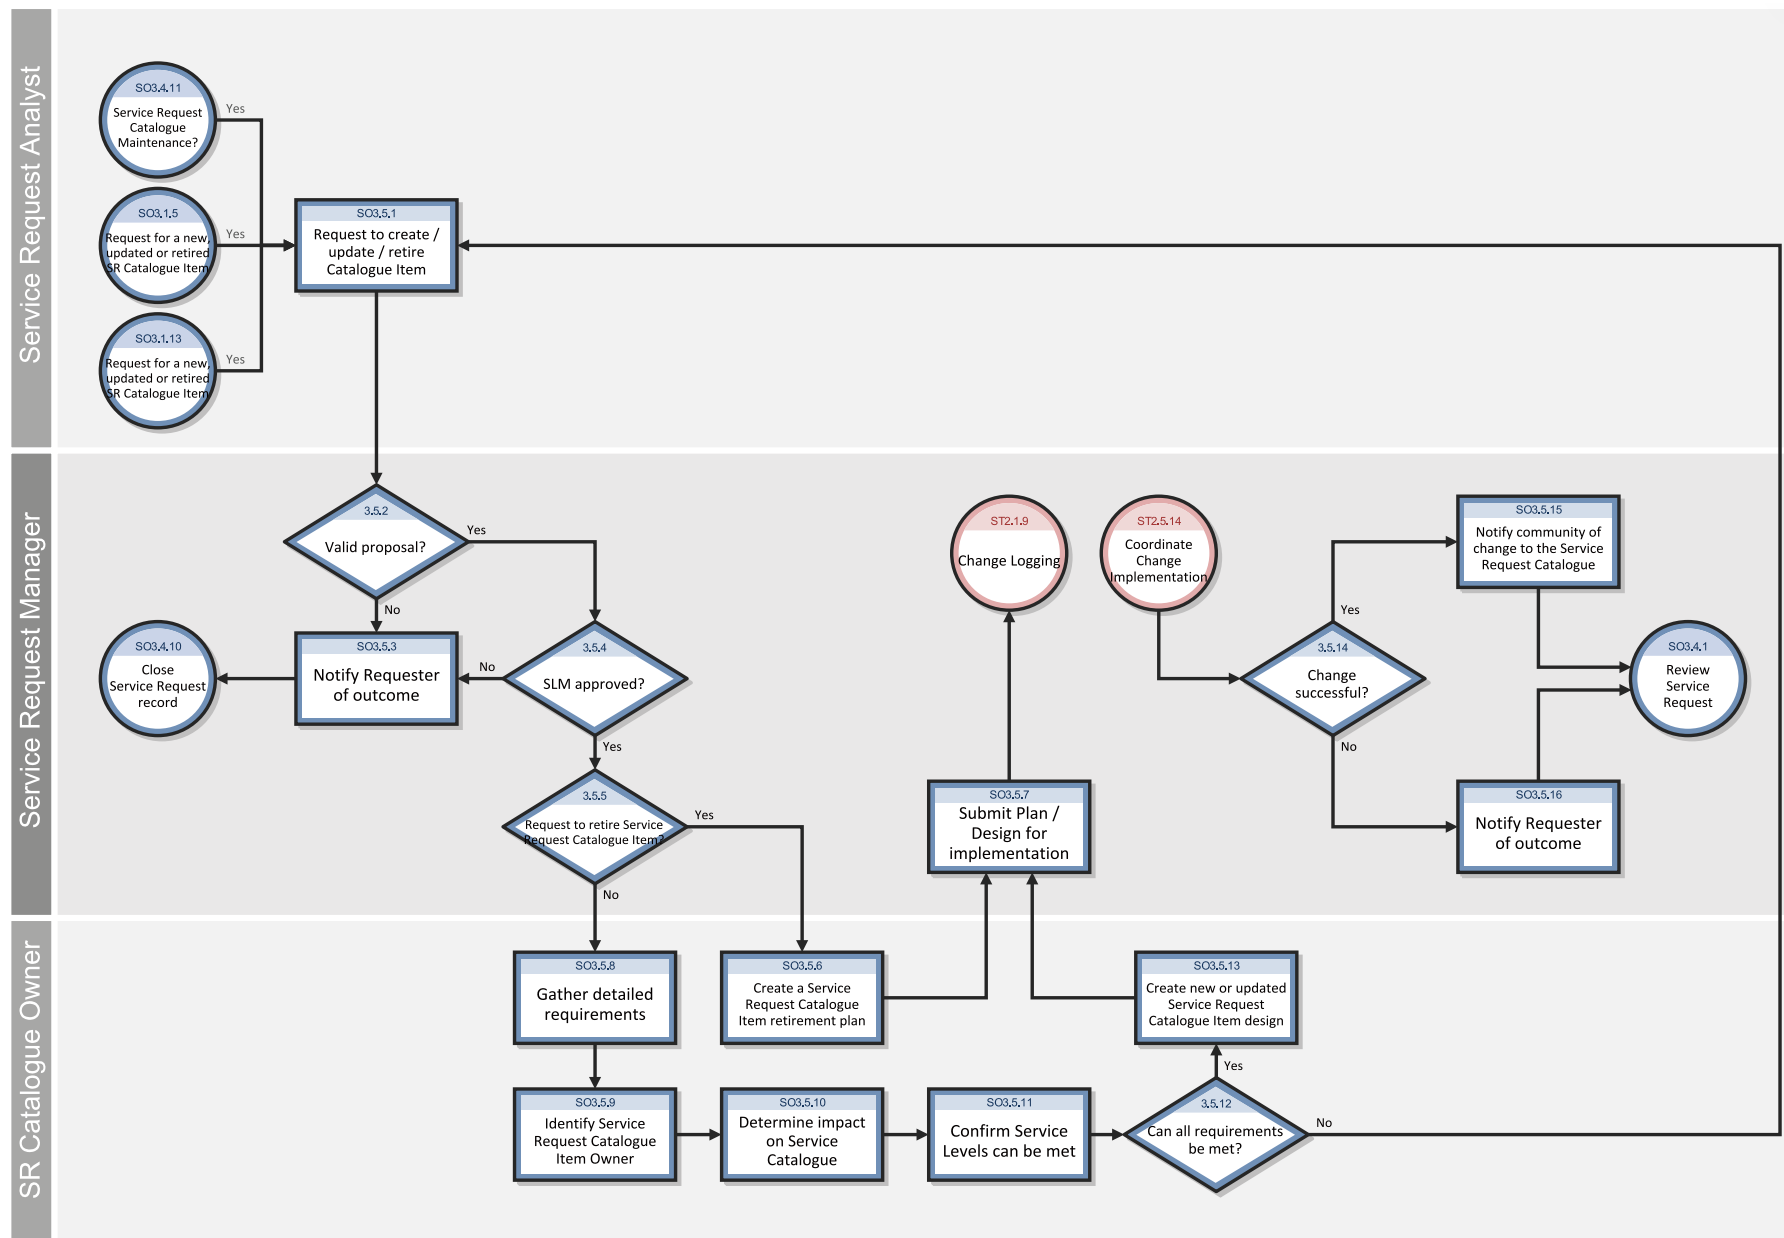 Service Request Analyst
SO3.4.11
Service Request
Catalogue
Maintenance?
Yes
SO3.1.5
Request for a new,
updated or retired
SR Catalogue Item
Yes
SO3.1.13
Request for a new,
updated or retired
SR Catalogue Item
Yes
SO3.5.1
Request to create /
update / retire
Catalogue Item
Service Request Manager
3.5.2
Valid proposal?
Yes
No
SO3.4.10
Close
Service Request
record
SO3.5.3
Notify Requester
of outcome
No
3.5.4
SLM approved?
Yes
3.5.5
Request to retire Service
Request Catalogue Item?
Yes
No
ST2.1.9
Change Logging
ST2.5.14
Coordinate
Change
Implementation
SO3.5.7
Submit Plan /
Design for
implementation
3.5.14
Change
successful?
Yes
No
SO3.5.15
Notify community of
change to the Service
Request Catalogue
SO3.4.1
Review
Service
Request
SO3.5.16
Notify Requester
of outcome
SR Catalogue Owner
SO3.5.8
Gather detailed
requirements
SO3.5.6
Create a Service
Request Catalogue
Item retirement plan
SO3.5.13
Create new or updated
Service Request
Catalogue Item design
Yes
SO3.5.9
Identify Service
Request Catalogue
Item Owner
SO3.5.10
Determine impact
on Service
Catalogue
SO3.5.11
Confirm Service
Levels can be met
3.5.12
Can all requirements
be met?
No